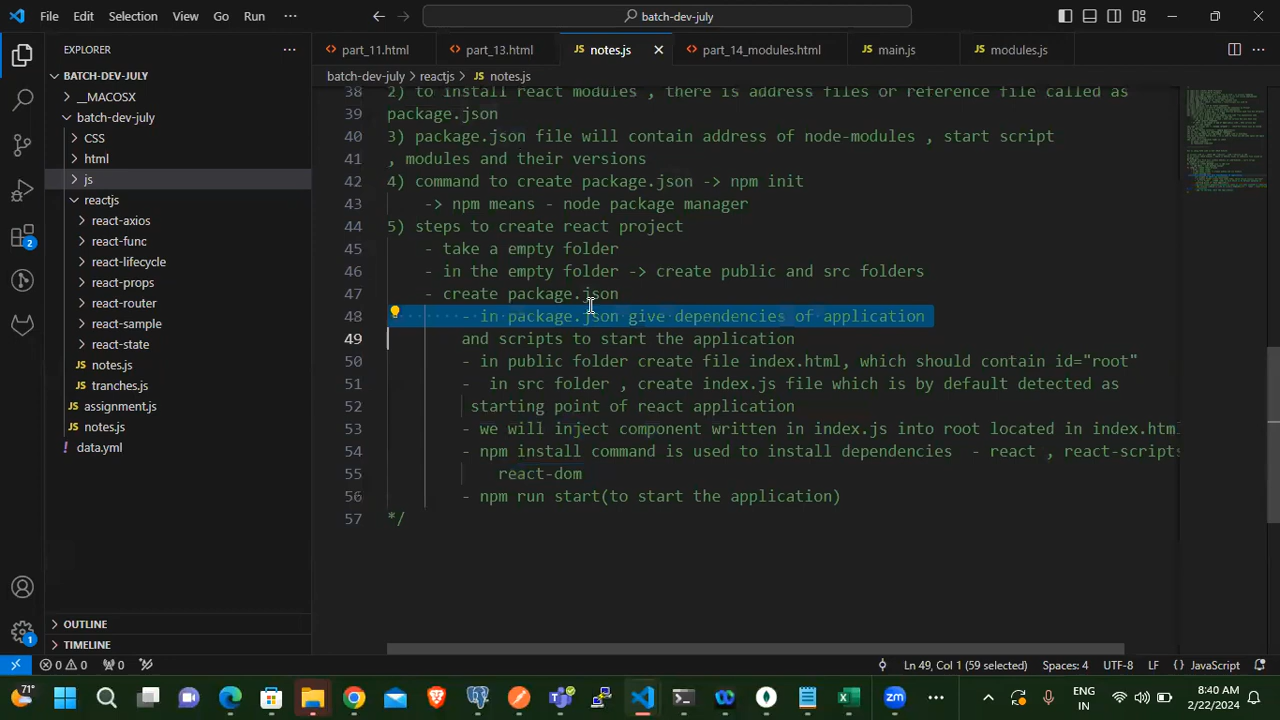 File Edit Selection View Go Run ··· batch-dev-july
EXPLORER ··· part_11.html part_13.html notes.js part_14_modules.html main.js modules.js
BATCH-DEV-JULY
batch-dev-july > reactjs > notes.js
__MACOSX
batch-dev-july
CSS
html
js
reactjs
react-axios
react-func
react-lifecycle
react-props
react-router
react-sample
react-state
notes.js
tranches.js
assignment.js
notes.js
data.yml
38 2) to install react modules , there is address files or reference file called as
39 package.json
40 3) package.json file will contain address of node-modules , start script
41 , modules and their versions
42 4) command to create package.json -> npm init
43 -> npm means - node package manager
44 5) steps to create react project
45 - take a empty folder
46 - in the empty folder -> create public and src folders
47 - create package.json
48 - in package.json give dependencies of application
49 and scripts to start the application
50 - in public folder create file index.html, which should contain id="root"
51 - in src folder , create index.js file which is by default detected as
52 starting point of react application
53 - we will inject component written in index.js into root located in index.html
54 - npm install command is used to install dependencies - react , react-scripts
55 react-dom
56 - npm run start(to start the application)
57 */
2
OUTLINE
1
TIMELINE
0 0 0 Ln 49, Col 1 (59 selected) Spaces: 4 UTF-8 LF {} JavaScript
71° ENG IN 8:40 AM 2/22/2024